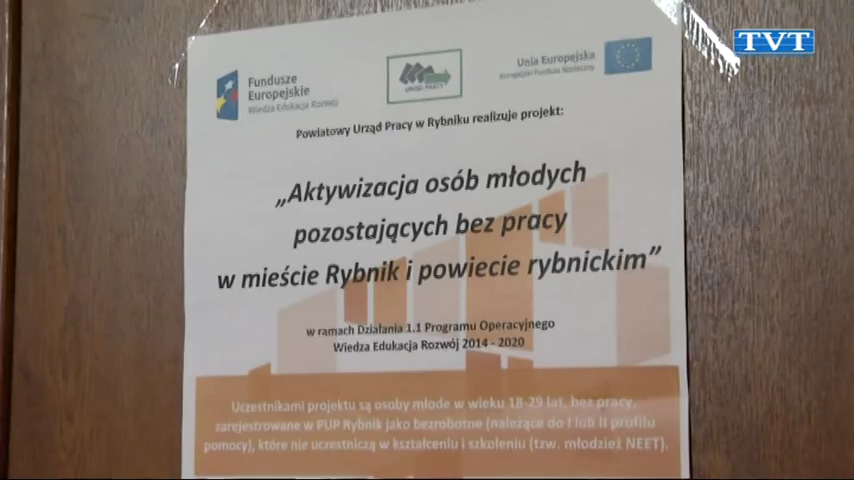 TVT
Fundusze
Europejskie
Wiedza Edukacja Rozwój
URZĄD PRACY
Unia Europejska
Europejski Fundusz Społeczny
Powiatowy Urząd Pracy w Rybniku realizuje projekt:
„Aktywizacja osób młodych
pozostających bez pracy
w mieście Rybnik i powiecie rybnickim”
w ramach Działania 1.1 Programu Operacyjnego
Wiedza Edukacja Rozwój 2014 - 2020
Uczestnikami projektu są osoby młode w wieku 18-29 lat, bez pracy,
zarejestrowane w PUP Rybnik jako bezrobotne (należące do I lub II profilu
pomocy), które nie uczestniczą w kształceniu i szkoleniu (tzw. młodzież NEET).